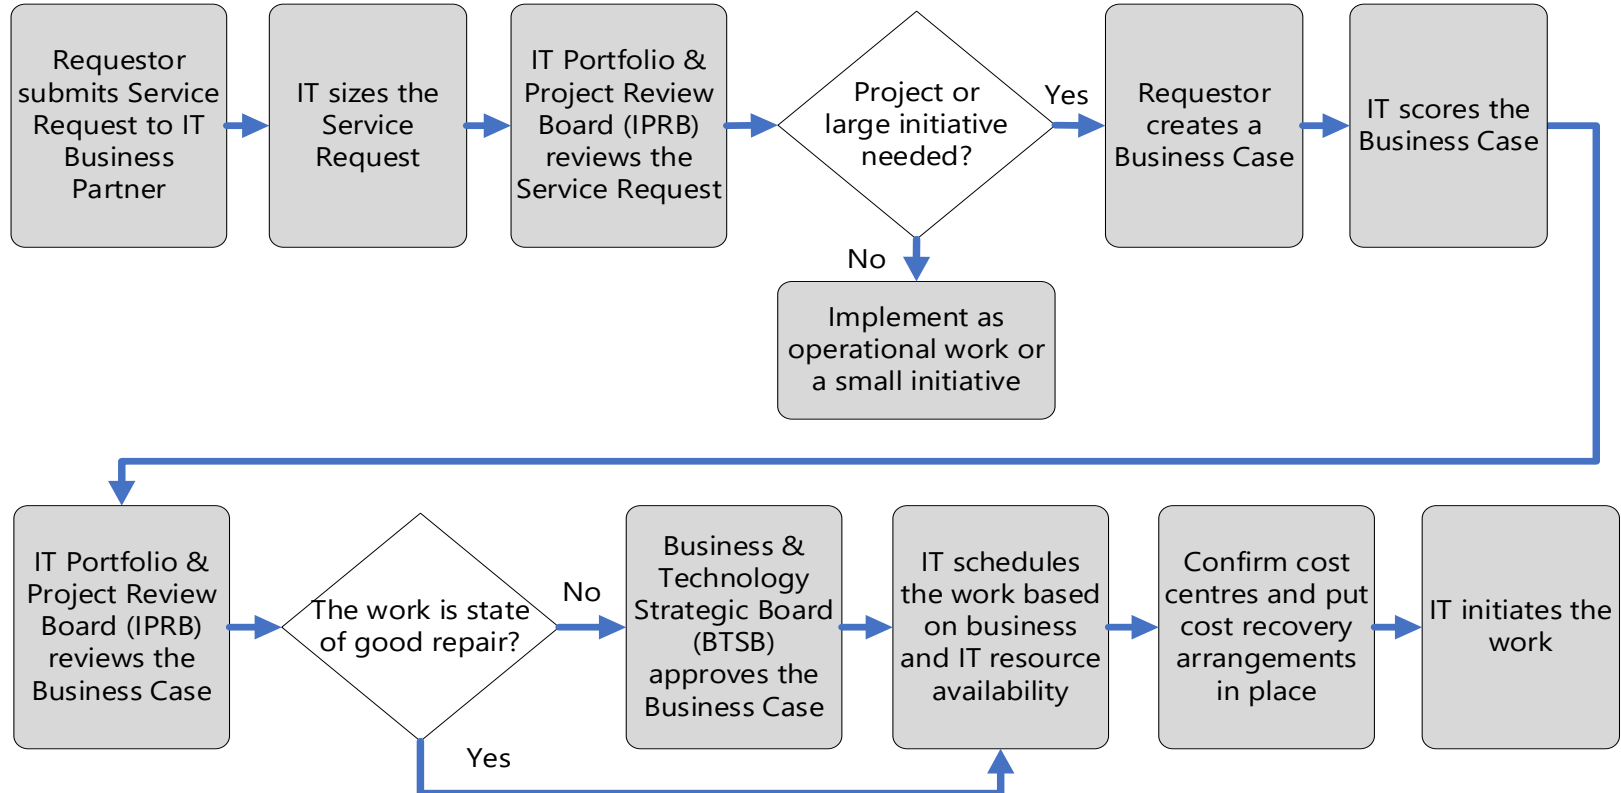 Requestor
submits Service
Request to IT
Business
Partner
IT sizes the
Service
Request
IT Portfolio &
Project Review
Board (IPRB)
reviews the
Service Request
Project or
large initiative
needed?
Yes
No
Implement as
operational work or
a small initiative
Requestor
creates a
Business Case
IT scores the
Business Case
IT Portfolio &
Project Review
Board (IPRB)
reviews the
Business Case
The work is state
of good repair?
No
Yes
Business &
Technology
Strategic Board
(BTSB)
approves the
Business Case
IT schedules
the work based
on business
and IT resource
availability
Confirm cost
centres and put
cost recovery
arrangements
in place
IT initiates the
work